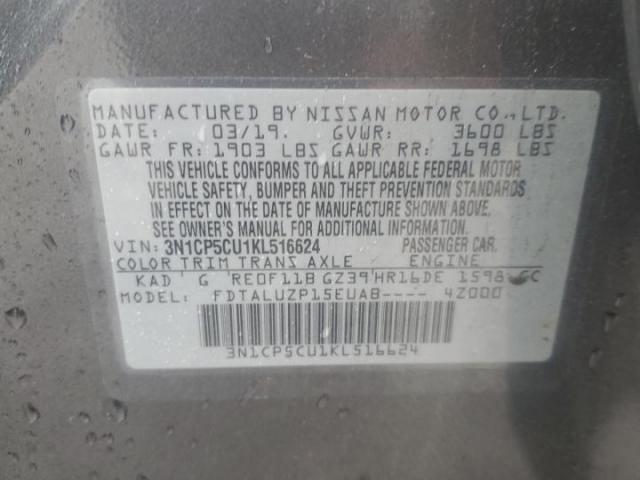 MANUFACTURED BY NISSAN MOTOR CO., LTD.
DATE: 03/19. GVWR: 3600 LBS
GAWR FR: 1903 LBS GAWR RR: 1698 LBS
THIS VEHICLE CONFORMS TO ALL APPLICABLE FEDERAL MOTOR
VEHICLE SAFETY, BUMPER AND THEFT PREVENTION STANDARDS
IN EFFECT ON THE DATE OF MANUFACTURE SHOWN ABOVE.
SEE OWNER'S MANUAL FOR ADDITIONAL INFORMATION.
VIN: 3N1CP5CU1KL516624 PASSENGER CAR.
COLOR TRIM TRANS AXLE ENGINE
KAD G RE0F11B GZ39 HR16DE 1598 CC
MODEL: FDTALUZP15EUAB---- 4Z000
3N1CP5CU1KL516624